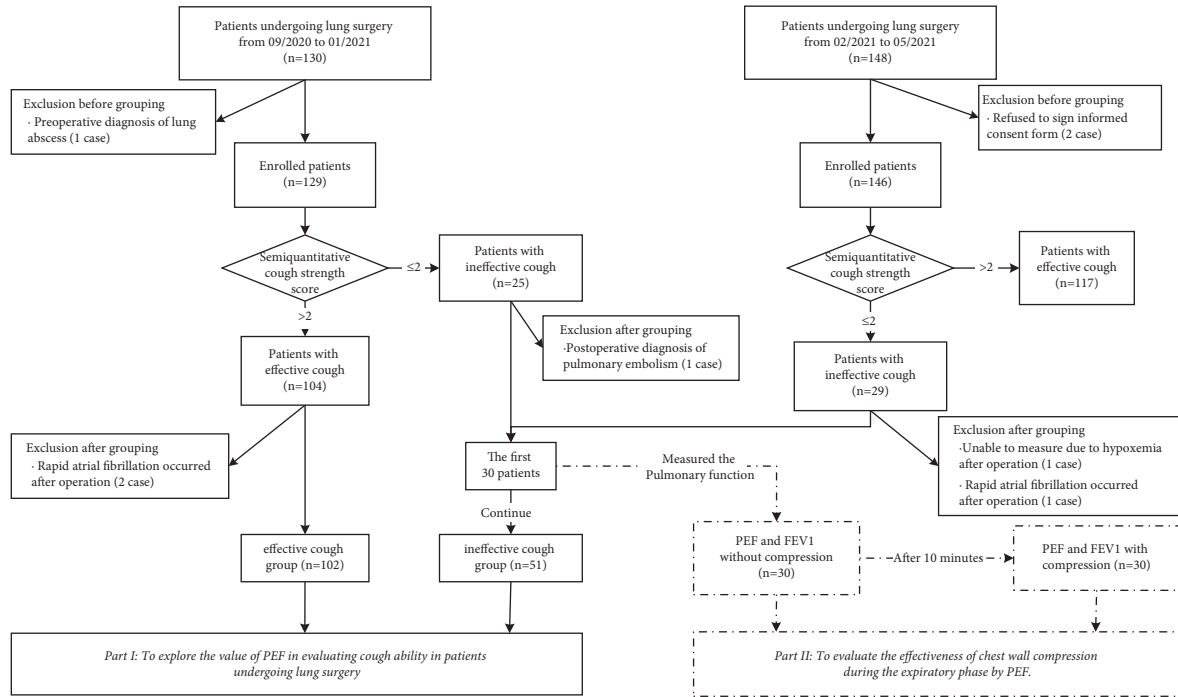 Patients undergoing lung surgery
from 09/2020 to 01/2021
(n=130)
Exclusion before grouping
· Preoperative diagnosis of lung
abscess (1 case)
Enrolled patients
(n=129)
Semiquantitative
cough strength
score
≤2
Patients with
ineffective cough
(n=25)
>2
Exclusion after grouping
·Postoperative diagnosis of
pulmonary embolism (1 case)
Patients with
effective cough
(n=104)
Exclusion after grouping
· Rapid atrial fibrillation occurred
after operation (2 case)
The first
30 patients
Continue
effective cough
group (n=102)
ineffective cough
group (n=51)
Part I: To explore the value of PEF in evaluating cough ability in patients
undergoing lung surgery
Patients undergoing lung surgery
from 02/2021 to 05/2021
(n=148)
Exclusion before grouping
· Refused to sign informed
consent form (2 case)
Enrolled patients
(n=146)
Semiquantitative
cough strength
score
>2
Patients with
effective cough
(n=117)
≤2
Patients with
ineffective cough
(n=29)
Exclusion after grouping
·Unable to measure due to hypoxemia
after operation (1 case)
· Rapid atrial fibrillation occurred
after operation (1 case)
Measured the
Pulmonary function
PEF and FEV1
without compression
(n=30)
After 10 minutes
PEF and FEV1 with
compression (n=30)
Part II: To evaluate the effectiveness of chest wall compression
during the expiratory phase by PEF.